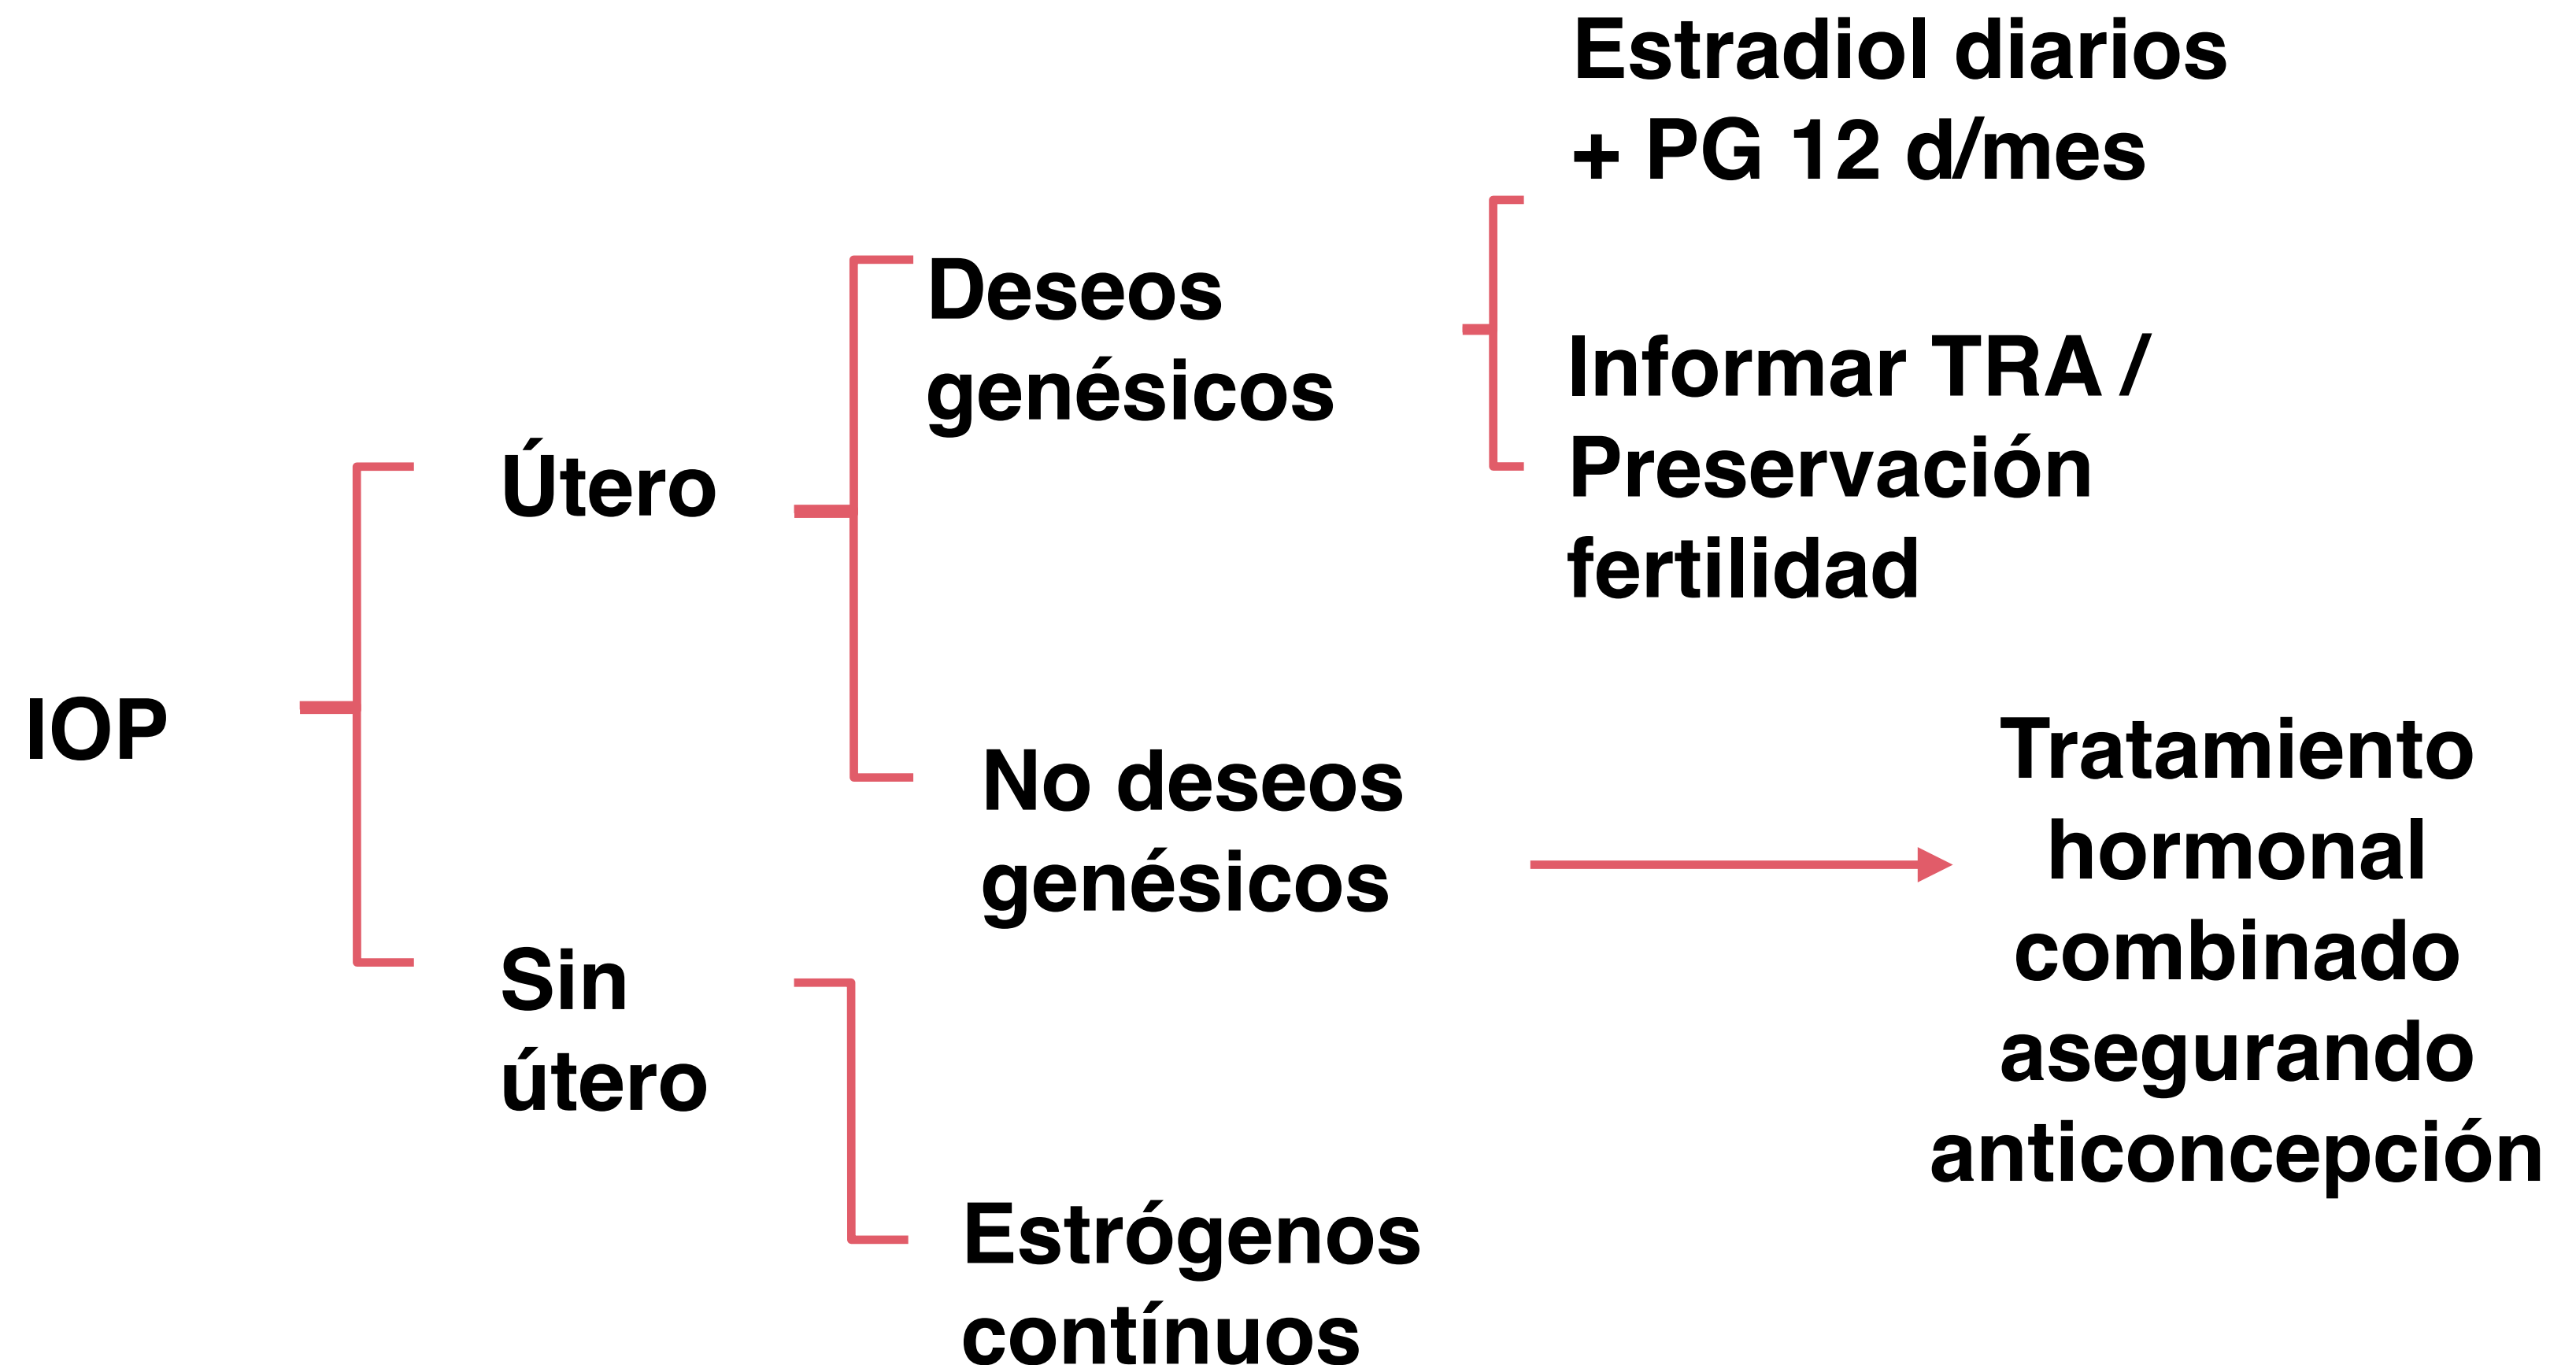 Estradiol diarios
+ PG 12 d/mes
Deseos
genésicos
Informar TRA /
Preservación
fertilidad
Útero
IOP
No deseos
genésicos
Tratamiento
hormonal
combinado
asegurando
anticoncepción
Sin
útero
Estrógenos
contínuos